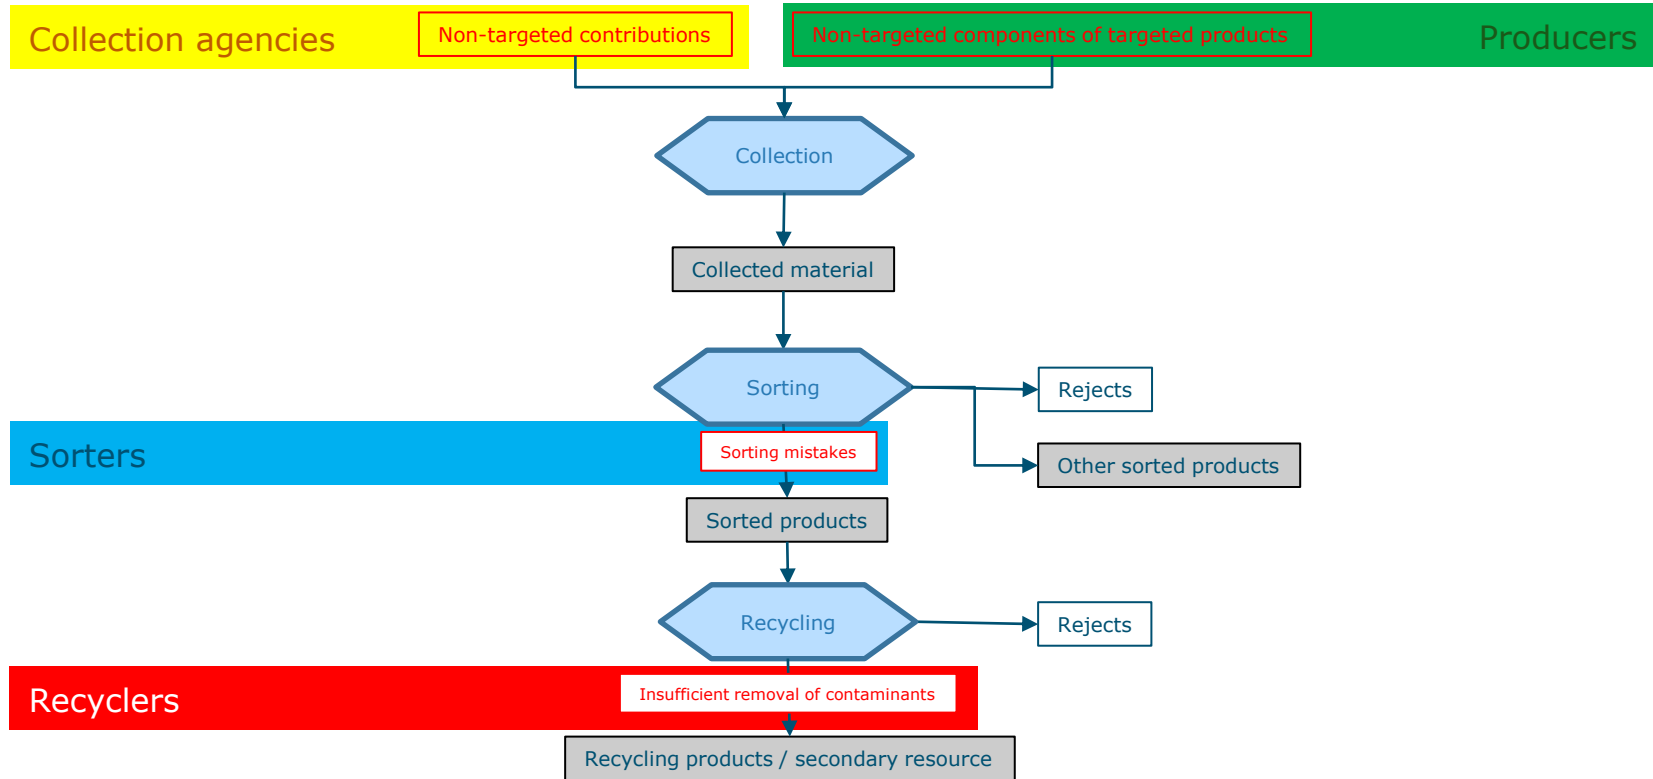 Collection agencies
Non-targeted contributions
Non-targeted components of targeted products
Producers
Collection
Collected material
Sorting
Rejects
Sorters
Sorting mistakes
Other sorted products
Sorted products
Recycling
Rejects
Recyclers
Insufficient removal of contaminants
Recycling products / secondary resource